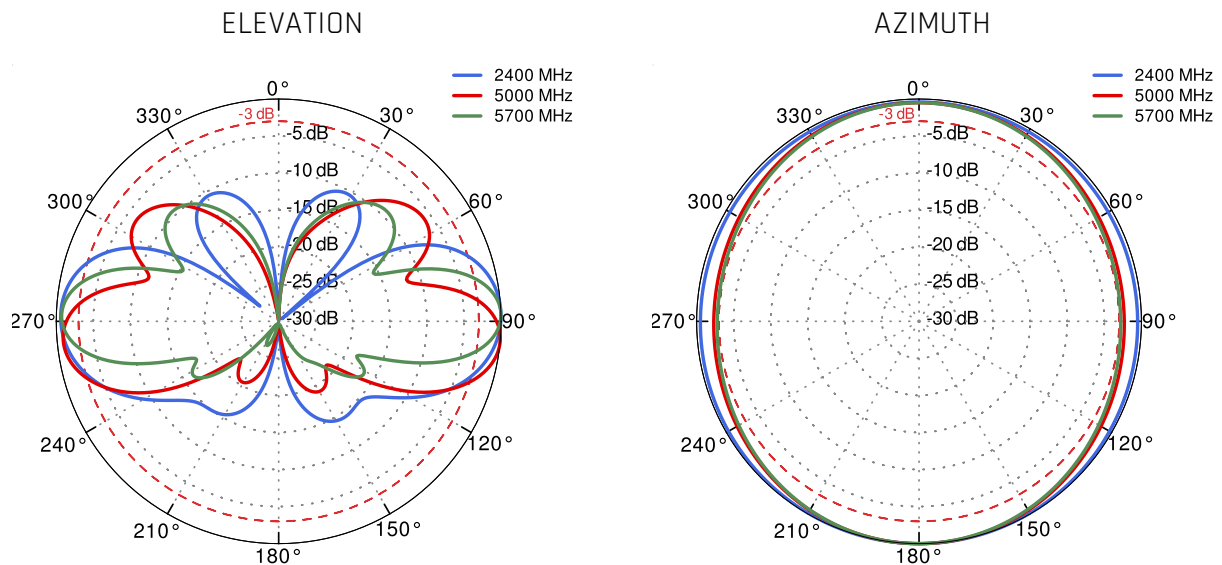 ELEVATION
2400 MHz
5000 MHz
5700 MHz
0°
-3 dB
330°
30°
-5 dB
-10 dB
300°
60°
-15 dB
-20 dB
-25 dB
270°
-30 dB
90°
240°
120°
210°
150°
180°
AZIMUTH
2400 MHz
5000 MHz
5700 MHz
0°
-3 dB
330°
30°
-5 dB
-10 dB
300°
60°
-15 dB
-20 dB
-25 dB
270°
-30 dB
90°
240°
120°
210°
150°
180°